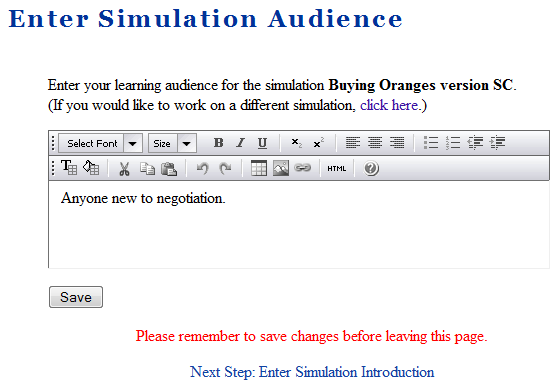 Enter Simulation Audience
Enter your learning audience for the simulation Buying Oranges version SC.
(If you would like to work on a different simulation, click here.)
Select Font Size B I U x₂ x²
HTML
Anyone new to negotiation.
Save
Please remember to save changes before leaving this page.
Next Step: Enter Simulation Introduction